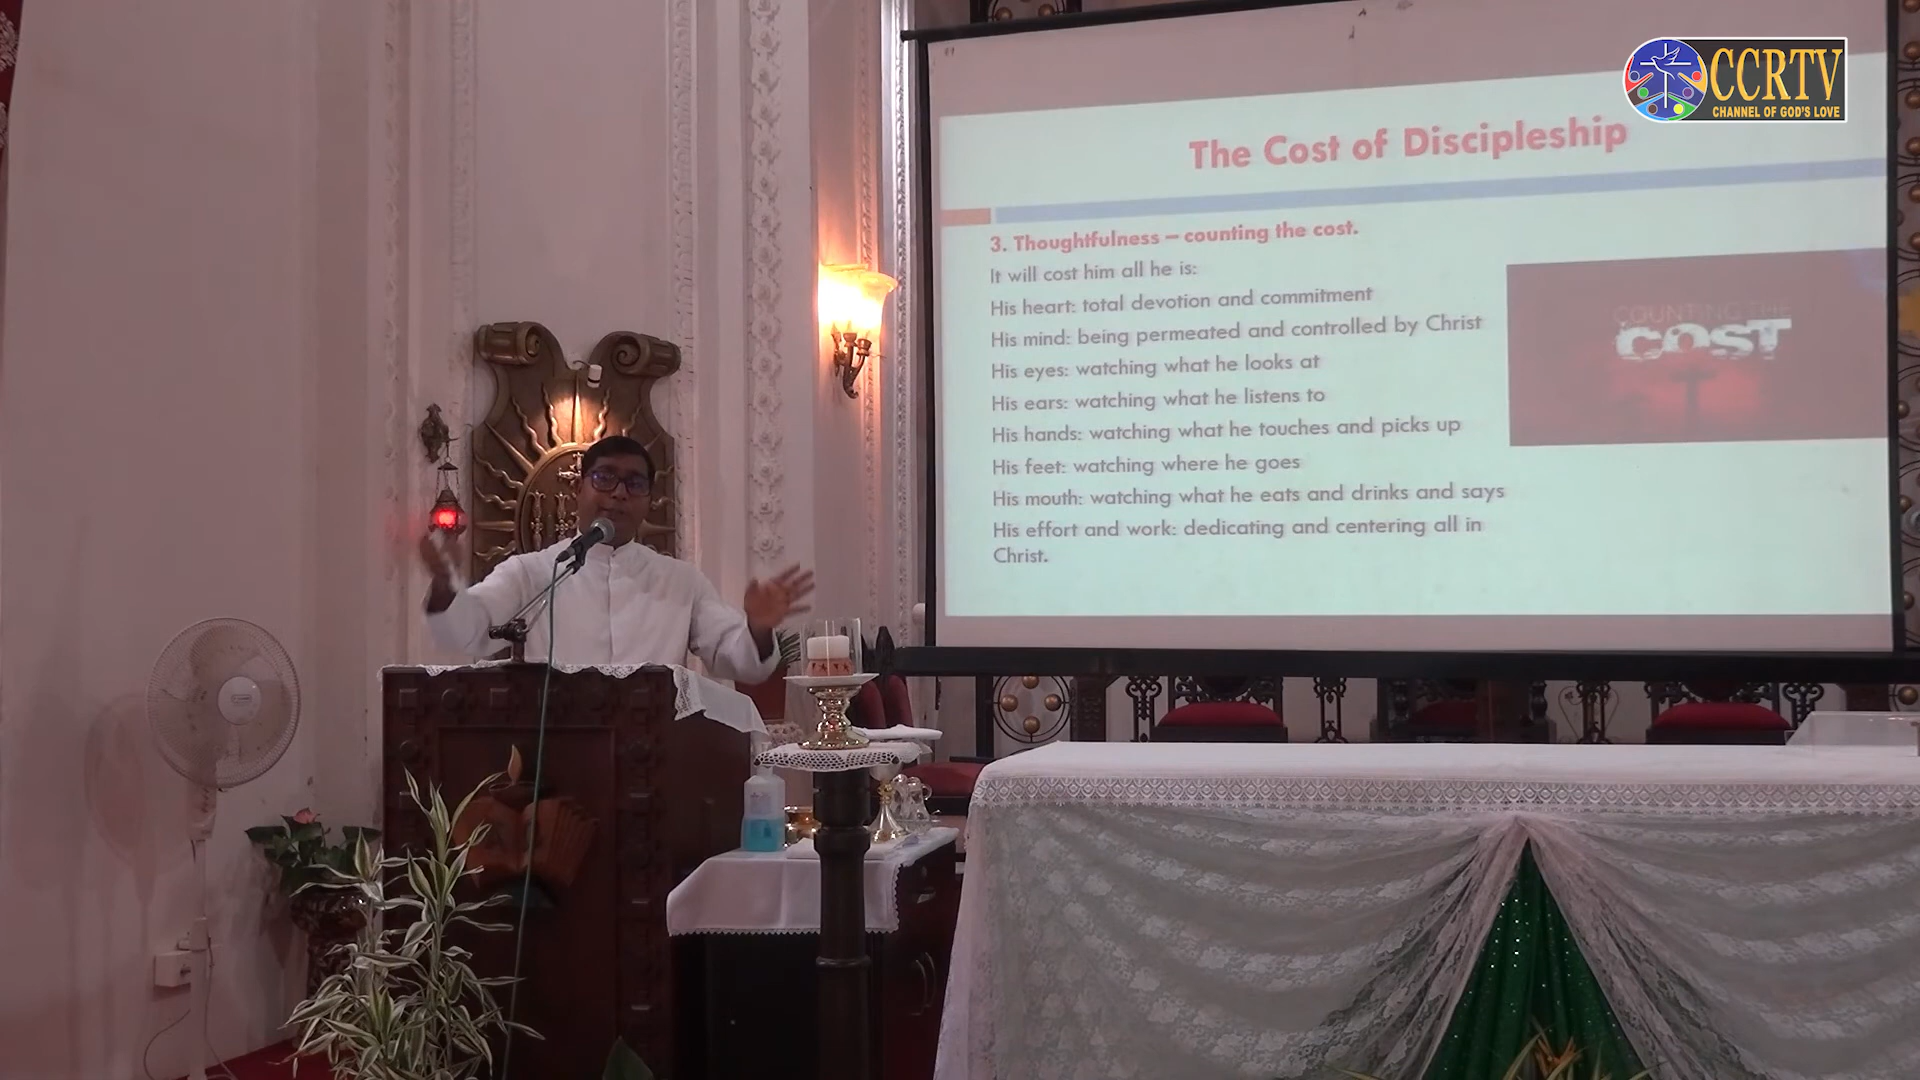 CCRTV
CHANNEL OF GOD'S LOVE
The Cost of Discipleship
3. Thoughtfulness – counting the cost.
It will cost him all he is:
His heart: total devotion and commitment
His mind: being permeated and controlled by Christ
His eyes: watching what he looks at
His ears: watching what he listens to
His hands: watching what he touches and picks up
His feet: watching where he goes
His mouth: watching what he eats and drinks and says
His effort and work: dedicating and centering all in
Christ.
COUNTING THE
COST